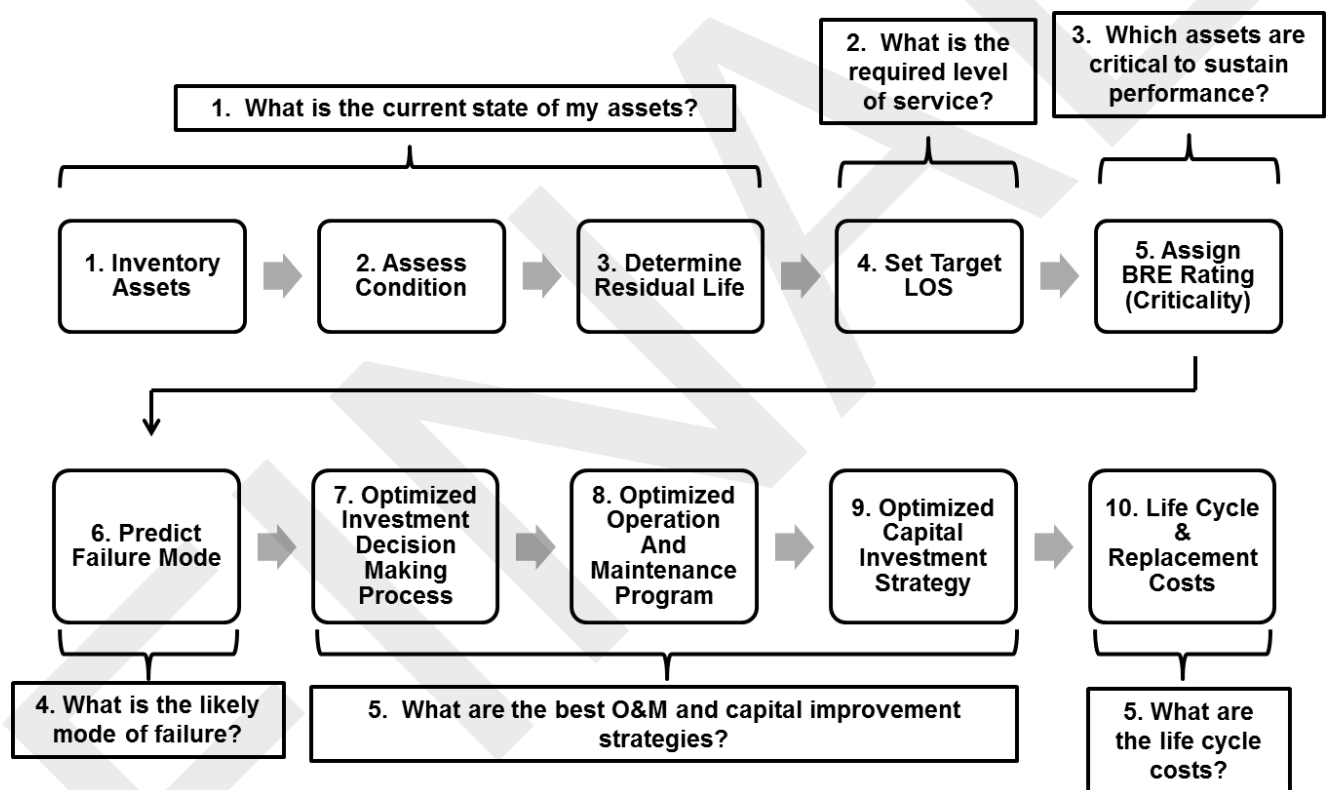 1. What is the current state of my assets?
2. What is the
required level
of service?
3. Which assets are
critical to sustain
performance?
1. Inventory
Assets
2. Assess
Condition
3. Determine
Residual Life
4. Set Target
LOS
5. Assign
BRE Rating
(Criticality)
6. Predict
Failure Mode
7. Optimized
Investment
Decision
Making
Process
8. Optimized
Operation
And
Maintenance
Program
9. Optimized
Capital
Investment
Strategy
10. Life Cycle
&
Replacement
Costs
4. What is the likely
mode of failure?
5. What are the best O&M and capital improvement
strategies?
5. What are
the life cycle
costs?
FINAL